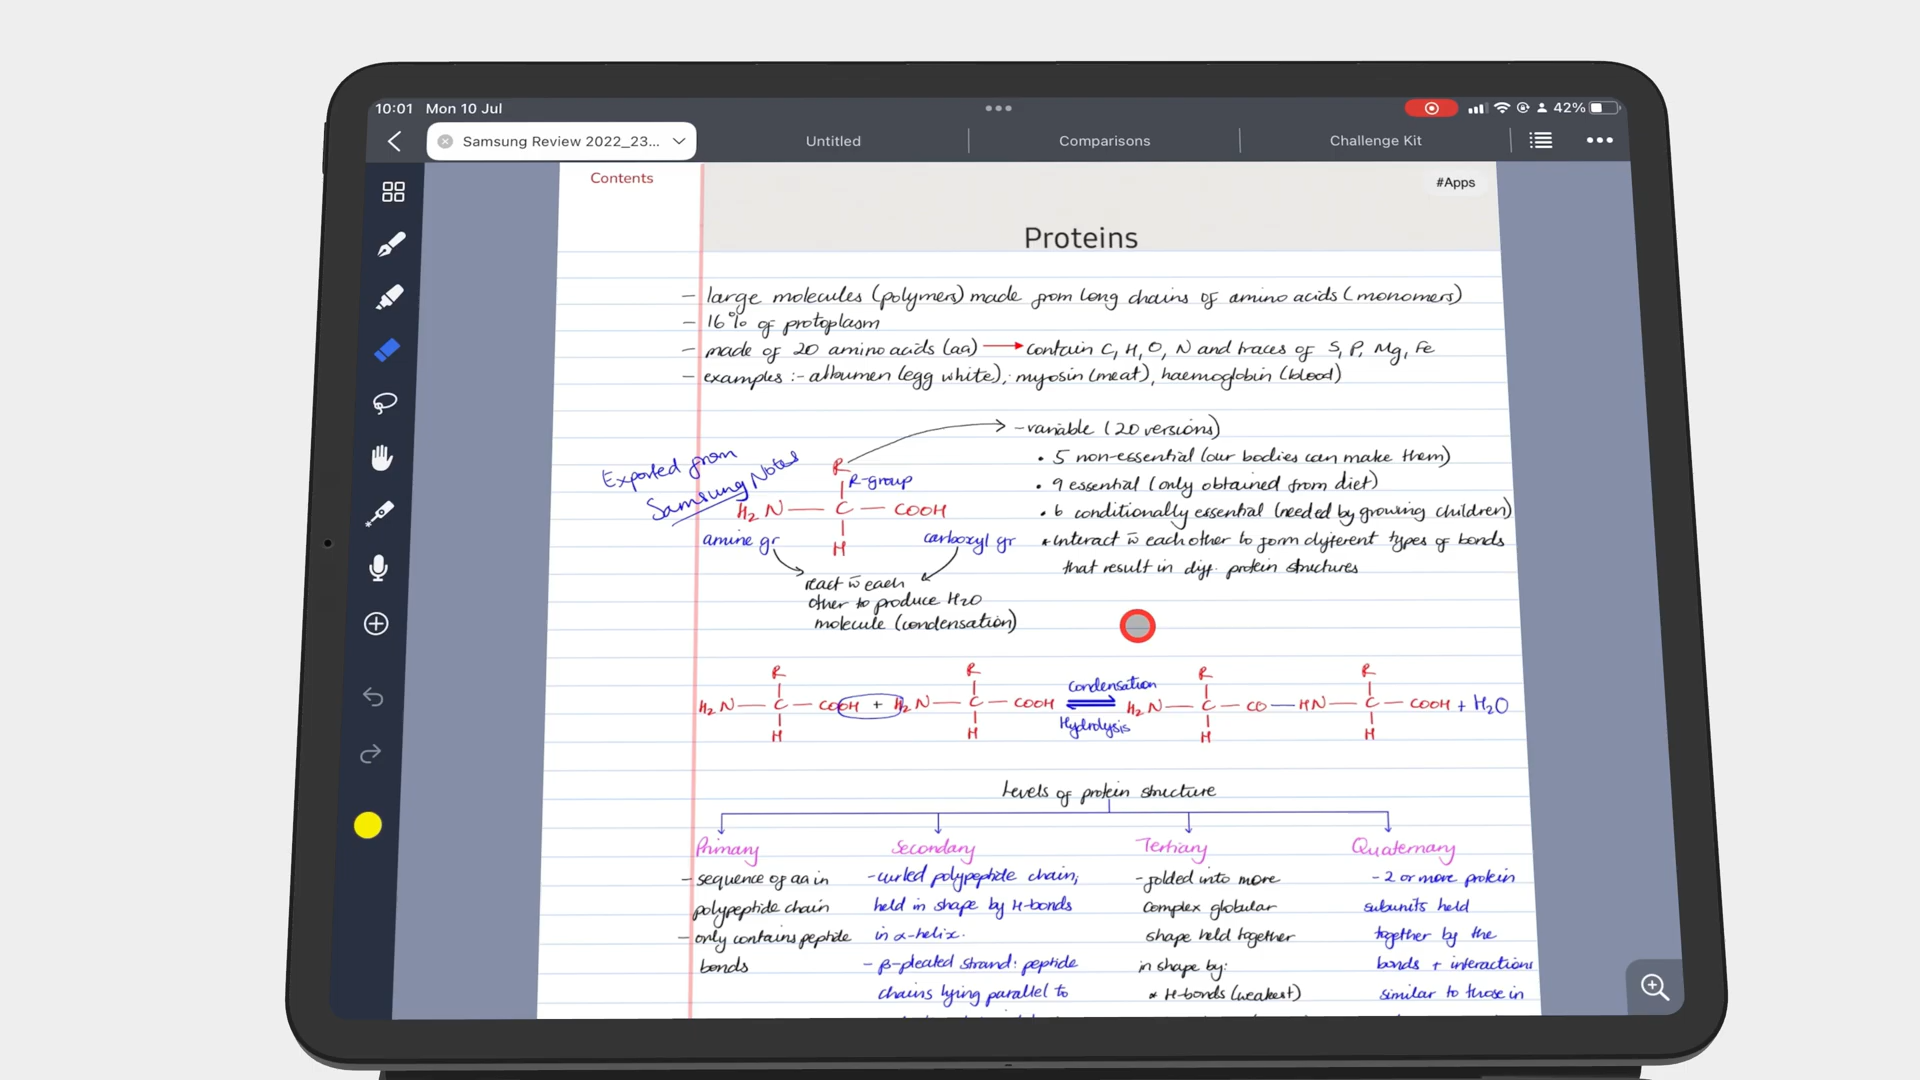 10:01 Mon 10 Jul
42%
Samsung Review 2022_23...
Untitled
Comparisons
Challenge Kit
Contents
#Apps
Proteins
- large molecules (polymers) made from long chains of amino acids (monomers)
- 16% of protoplasm
- made of 20 amino acids (aa) → contain C, H, O, N and traces of S, P, Mg, Fe
- examples :- albumen (egg white), myosin (meat), haemoglobin (blood)
- variable (20 versions)
• 5 non-essential (our bodies can make them)
• 9 essential (only obtained from diet)
• 6 conditionally essential (needed by growing children)
* interact w̄ each other to form different types of bonds
that result in diff. protein structures
Exported from
Samsung Notes
R
R-group
H2N — C — COOH
H
amine gr
carboxyl gr
react w̄ each
other to produce H2O
molecule (condensation)
R R R R
H2N — C — COOH + H2N — C — COOH Condensation H2N — C — CO — HN — C — COOH + H2O
Hydrolysis
H H H H
Levels of protein structure
Primary
- sequence of aa in
polypeptide chain
- only contains peptide
bonds
Secondary
- curled polypeptide chain,
held in shape by H-bonds
in α-helix.
- β-pleated strand: peptide
chains lying parallel to
Tertiary
- folded into more
complex globular
shape held together
in shape by:
* H-bonds (weakest)
Quaternary
- 2 or more protein
subunits held
together by the
bonds + interactions
similar to those in